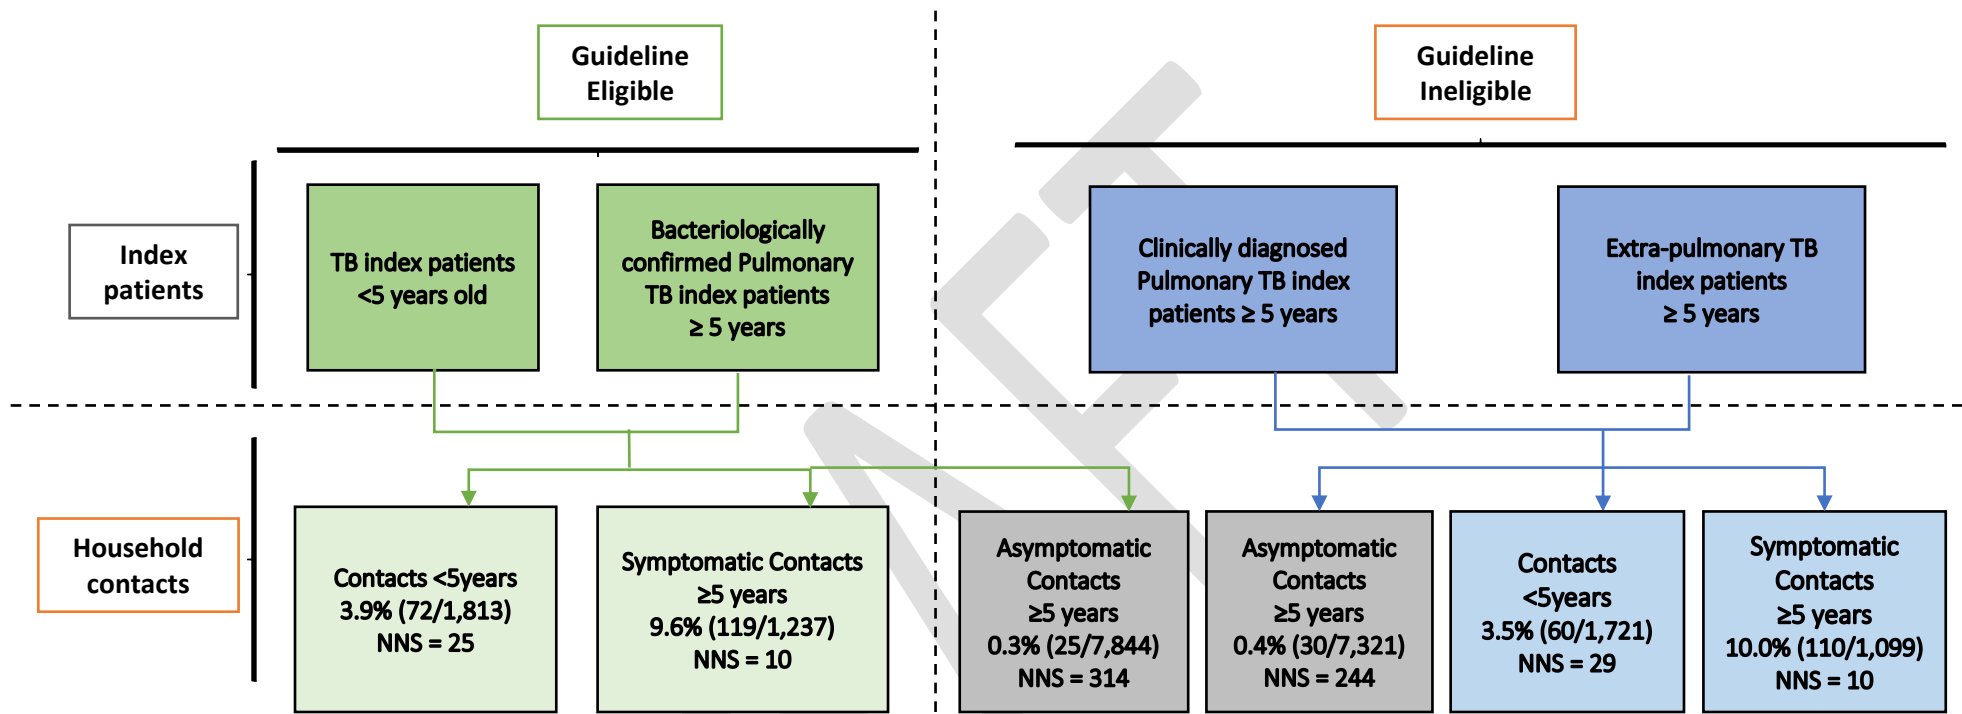 Guideline
Eligible
Guideline
Ineligible
Index
patients
TB index patients
<5 years old
Bacteriologically
confirmed Pulmonary
TB index patients
≥ 5 years
Clinically diagnosed
Pulmonary TB index
patients ≥ 5 years
Extra-pulmonary TB
index patients
≥ 5 years
Household
contacts
Contacts <5years
3.9% (72/1,813)
NNS = 25
Symptomatic Contacts
≥5 years
9.6% (119/1,237)
NNS = 10
Asymptomatic
Contacts
≥5 years
0.3% (25/7,844)
NNS = 314
Asymptomatic
Contacts
≥5 years
0.4% (30/7,321)
NNS = 244
Contacts
<5years
3.5% (60/1,721)
NNS = 29
Symptomatic
Contacts
≥5 years
10.0% (110/1,099)
NNS = 10